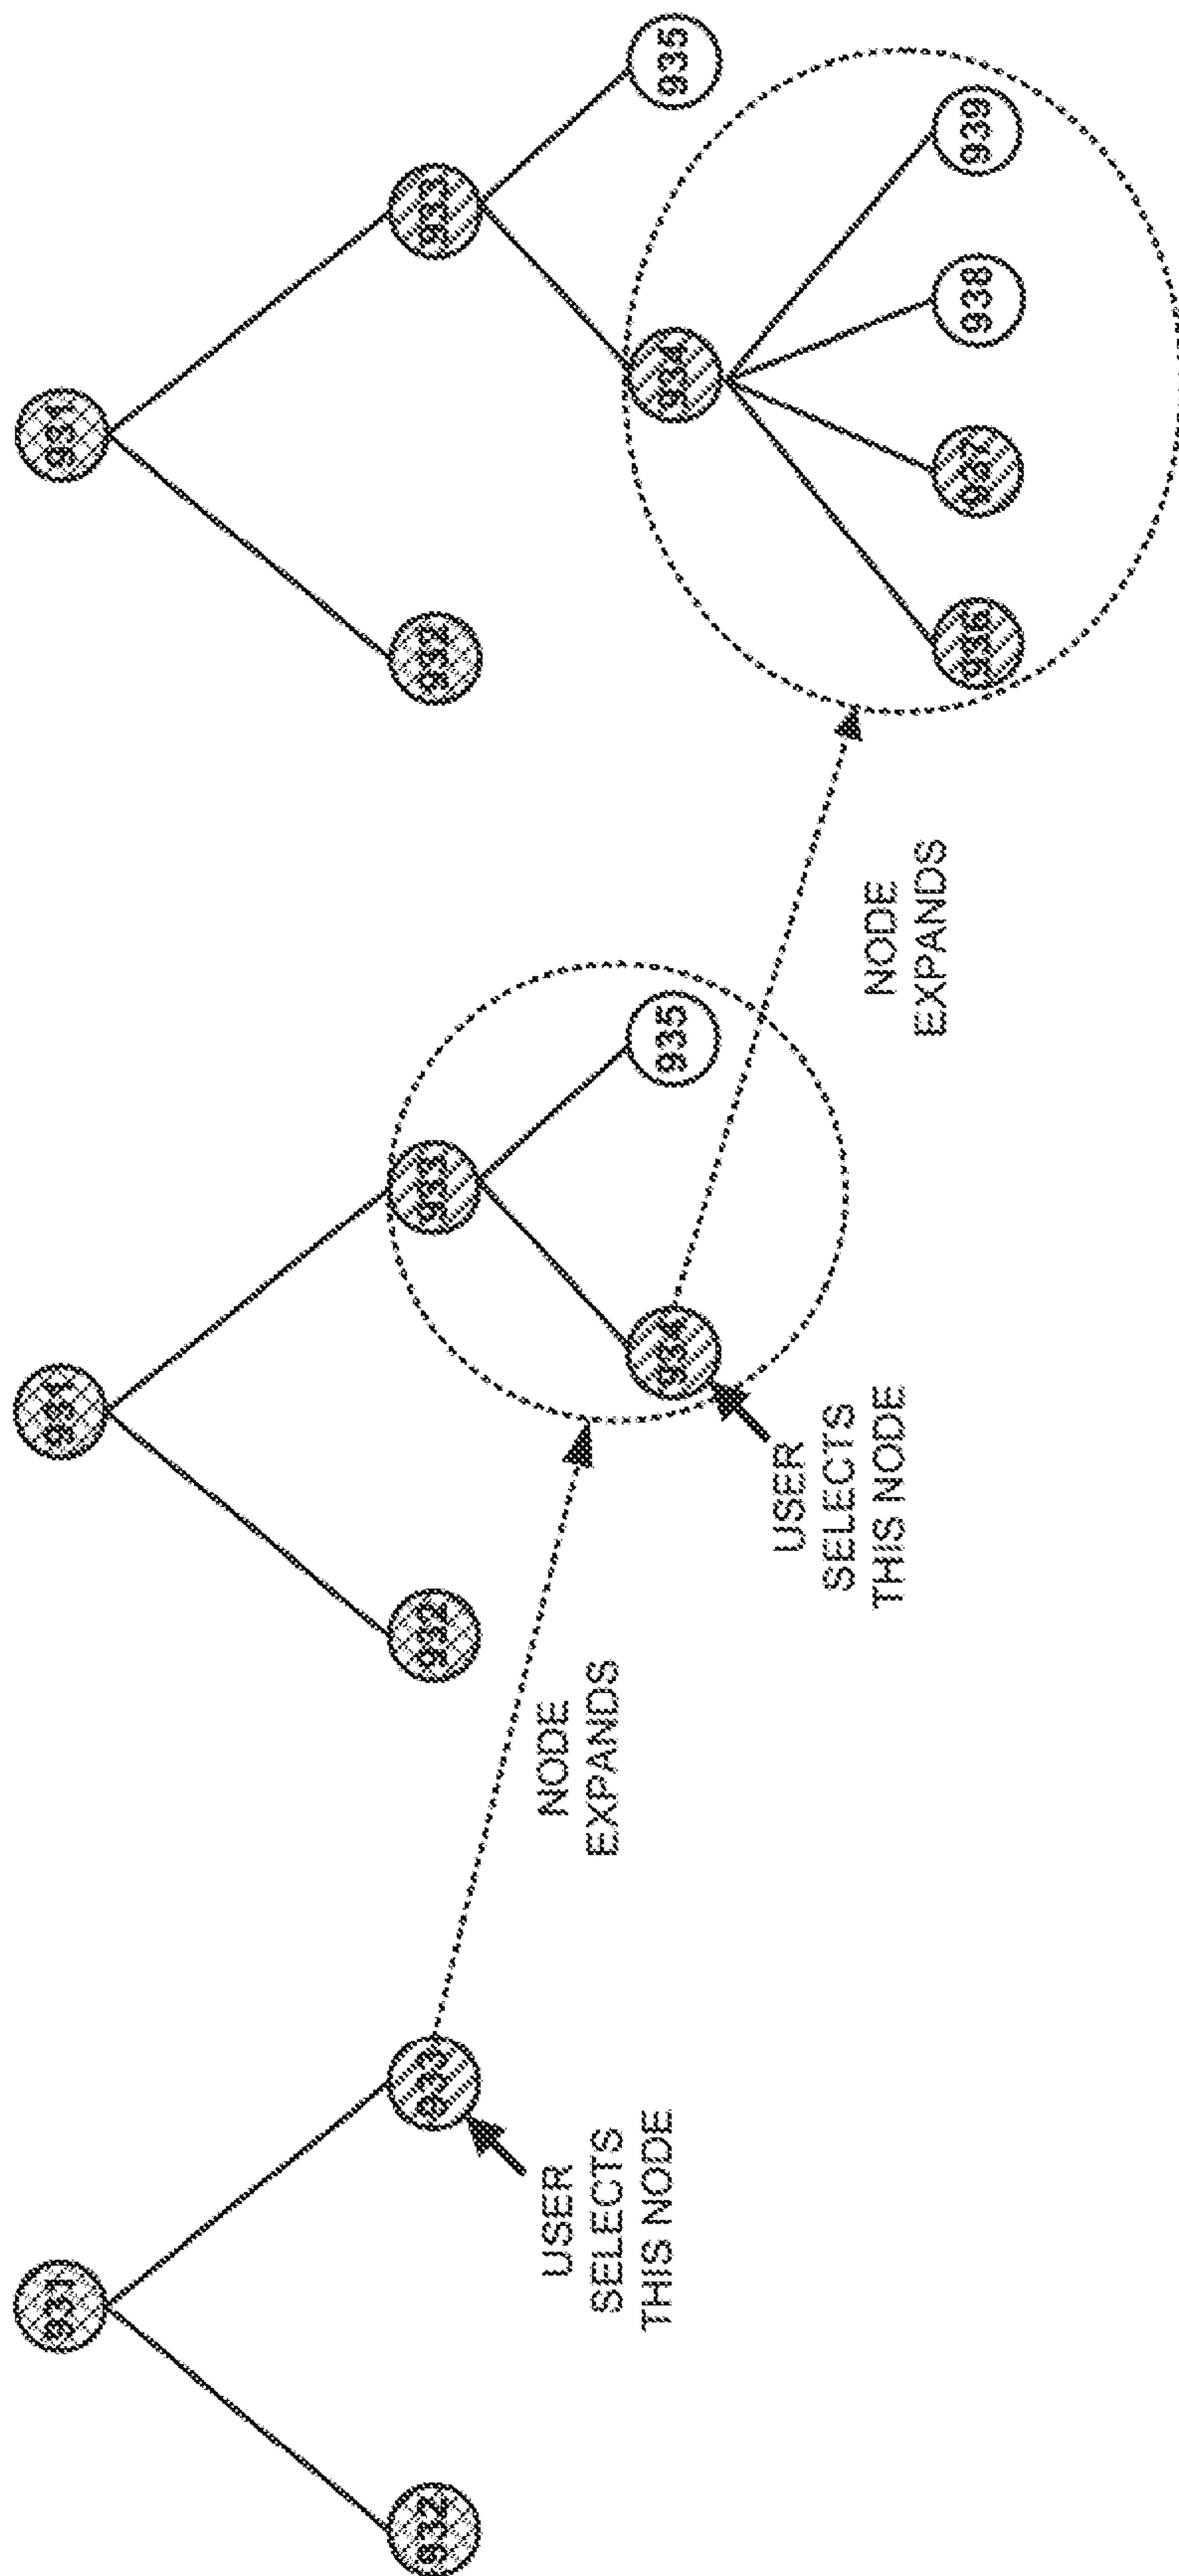 931
932
933
USER
SELECTS
THIS NODE
NODE
EXPANDS
931
932
933
934
935
USER
SELECTS
THIS NODE
NODE
EXPANDS
931
932
933
934
935
936
937
938
939